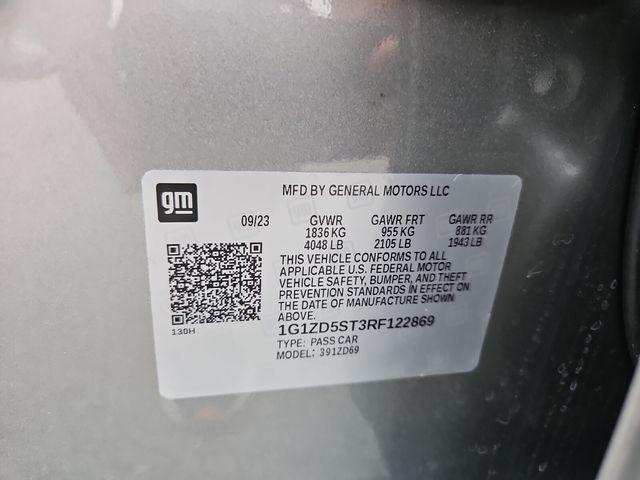 gm
MFD BY GENERAL MOTORS LLC
09/23 GVWR GAWR FRT GAWR RR
1836 KG 955 KG 881 KG
4048 LB 2105 LB 1943 LB
THIS VEHICLE CONFORMS TO ALL
APPLICABLE U.S. FEDERAL MOTOR
VEHICLE SAFETY, BUMPER, AND THEFT
PREVENTION STANDARDS IN EFFECT ON
THE DATE OF MANUFACTURE SHOWN
ABOVE.
130H
1G1ZD5ST3RF122869
TYPE: PASS CAR
MODEL: 391ZD69